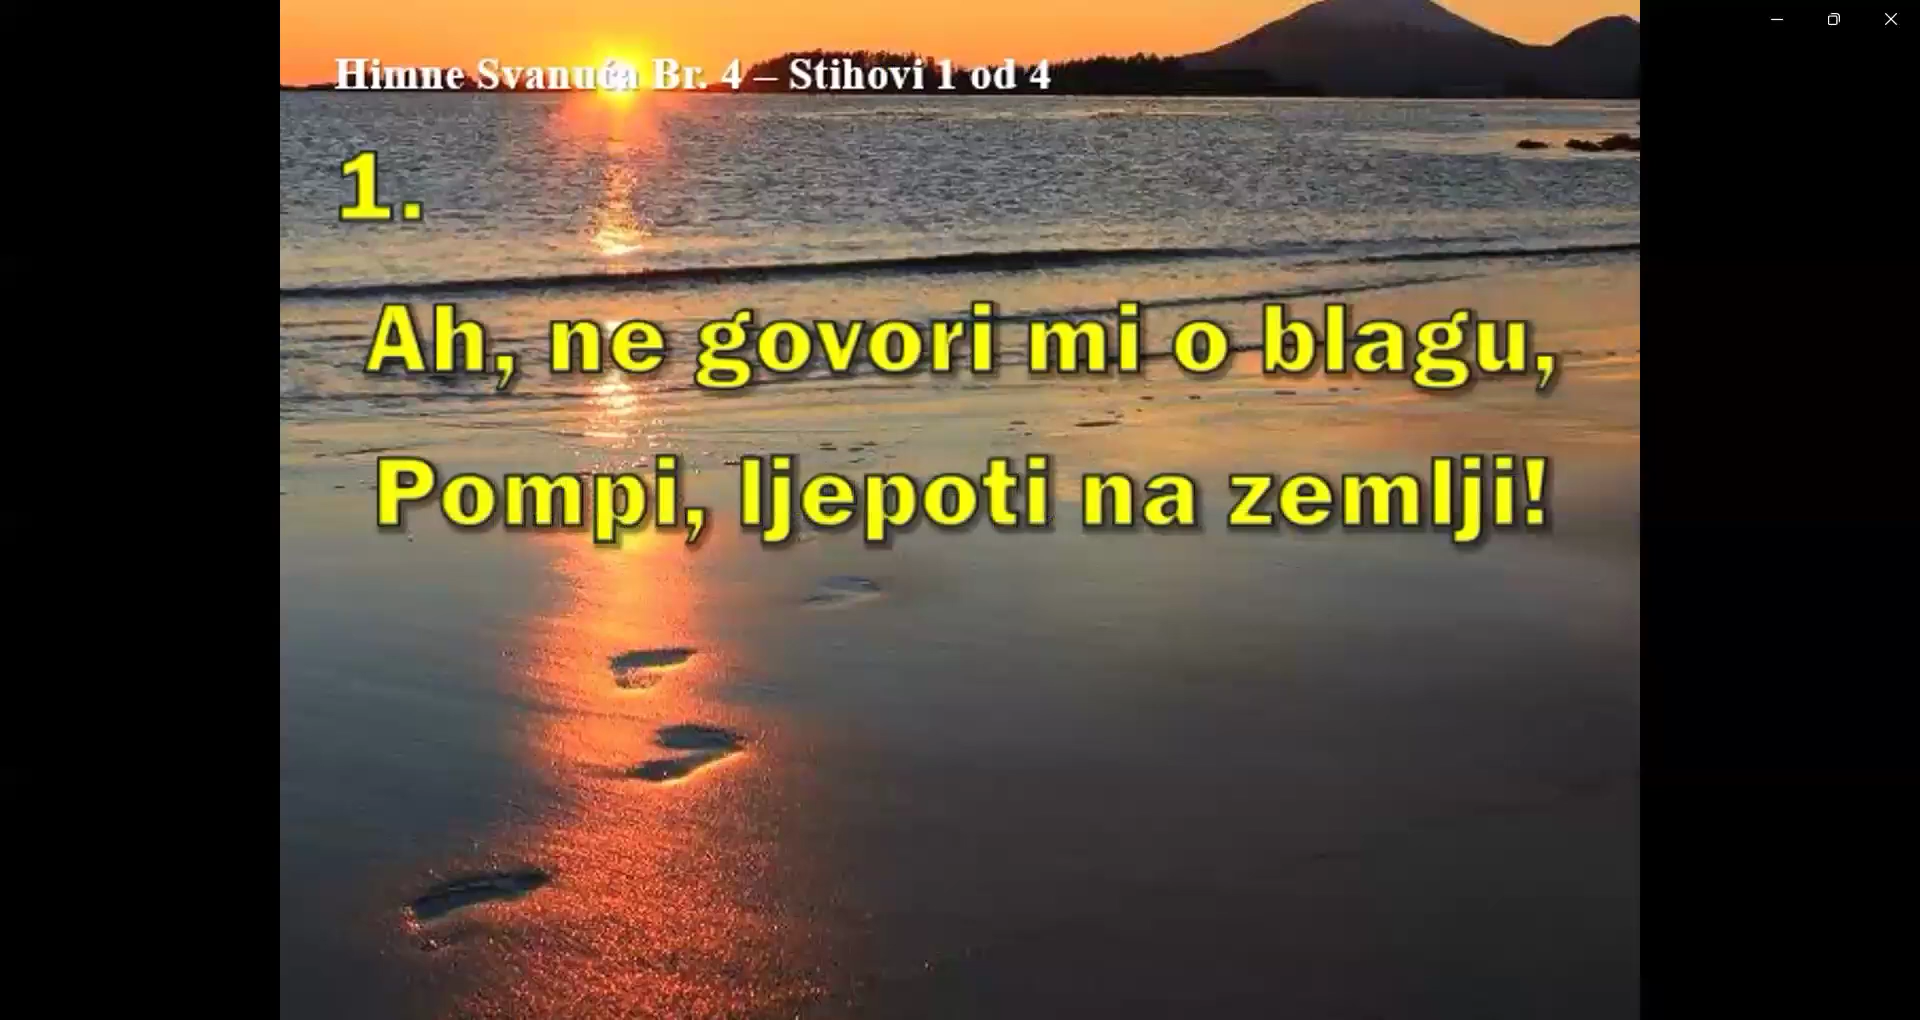 Himne Svanuća Br. 4 – Stihovi 1 od 4
1.
Ah, ne govori mi o blagu,
Pompi, ljepoti na zemlji!